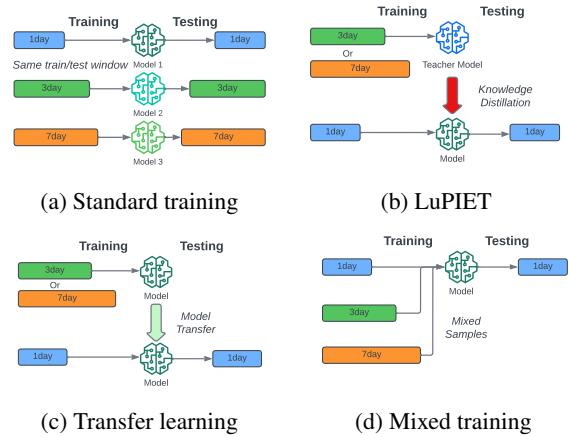 Training Testing
1day 1day
Model 1
Same train/test window
3day 3day
Model 2
7day 7day
Model 3
(a) Standard training
Training Testing
3day
Or
7day
Teacher Model
Knowledge
Distillation
1day 1day
Model
(b) LuPIET
Training Testing
3day
Or
7day
Model
Model
Transfer
1day 1day
Model
(c) Transfer learning
Training Testing
1day 1day
Model
3day
Mixed
Samples
7day
(d) Mixed training